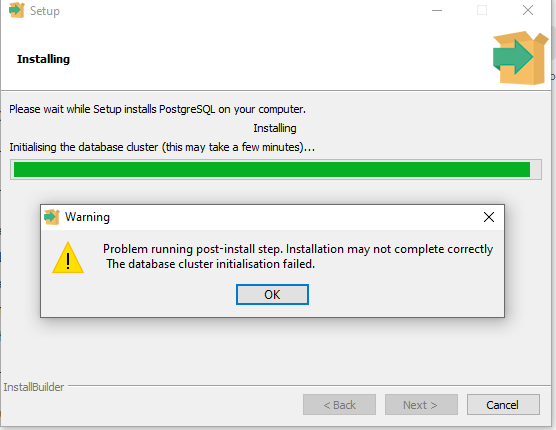 Setup
Installing
Please wait while Setup installs PostgreSQL on your computer.
Installing
Initialising the database cluster (this may take a few minutes)...
Warning
Problem running post-install step. Installation may not complete correctly
The database cluster initialisation failed.
OK
InstallBuilder
< Back
Next >
Cancel